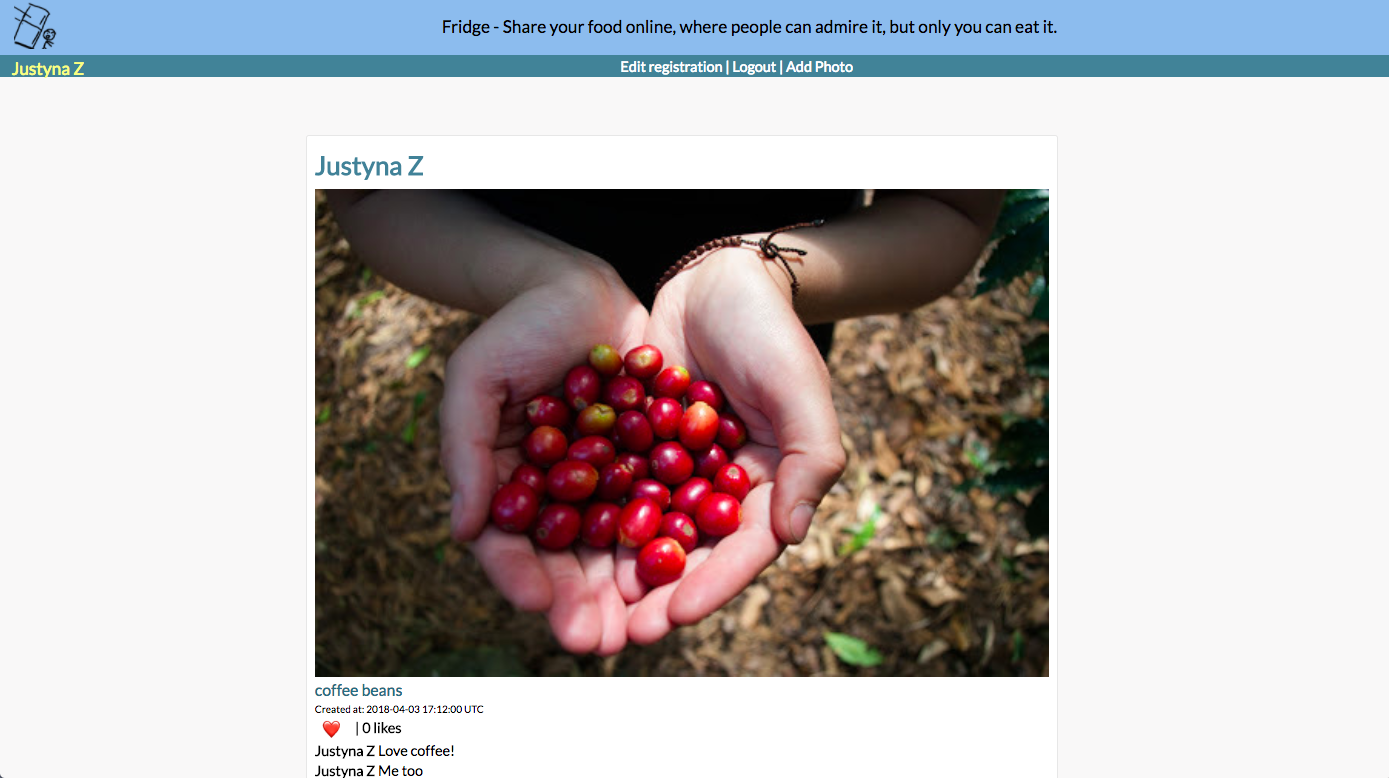 Fridge - Share your food online, where people can admire it, but only you can eat it.
Justyna Z
Edit registration | Logout | Add Photo
Justyna Z
coffee beans
Created at: 2018-04-03 17:12:00 UTC
❤️ | 0 likes
Justyna Z Love coffee!
Justyna Z Me too